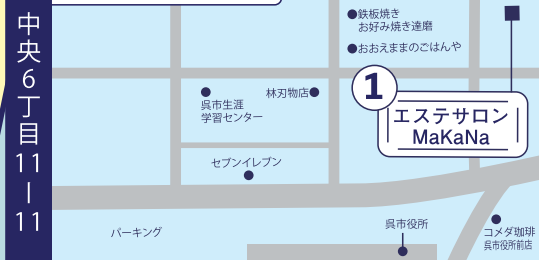 中央6丁目11ー11
鉄板焼き
お好み焼き達磨
おおえままのごはんや
1
エステサロン
MaKaNa
呉市生涯
学習センター
林刃物店
セブンイレブン
パーキング
呉市役所
コメダ珈琲
呉市役所前店